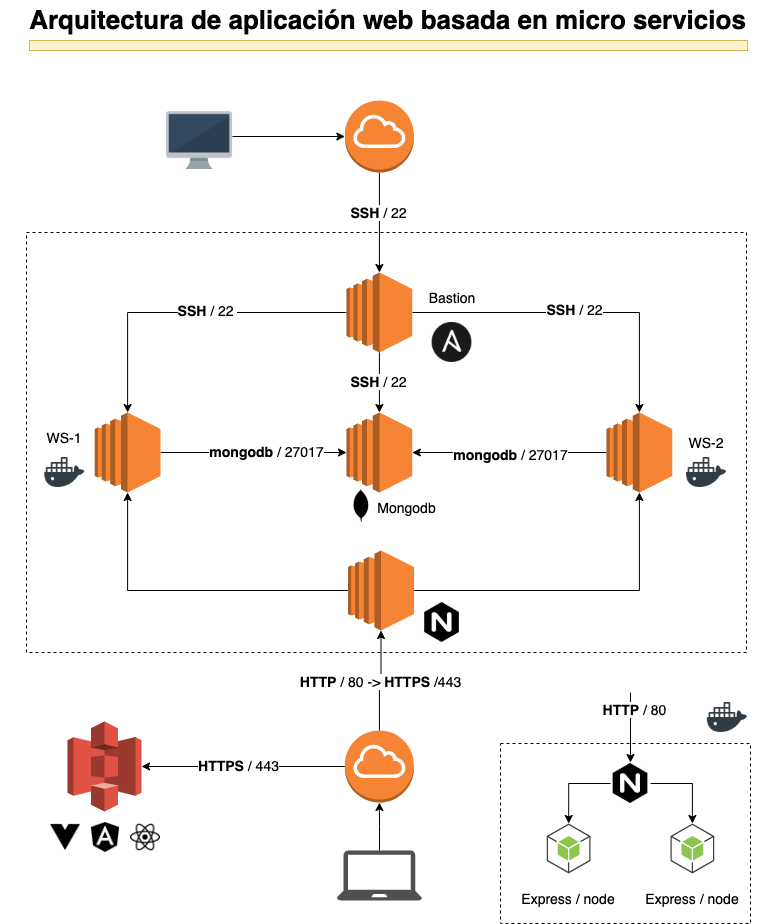 Arquitectura de aplicación web basada en micro servicios
SSH / 22
Bastion
SSH / 22
SSH / 22
SSH / 22
WS-1
mongodb / 27017
mongodb / 27017
WS-2
Mongodb
HTTP / 80 -> HTTPS /443
HTTP / 80
HTTPS / 443
Express / node
Express / node